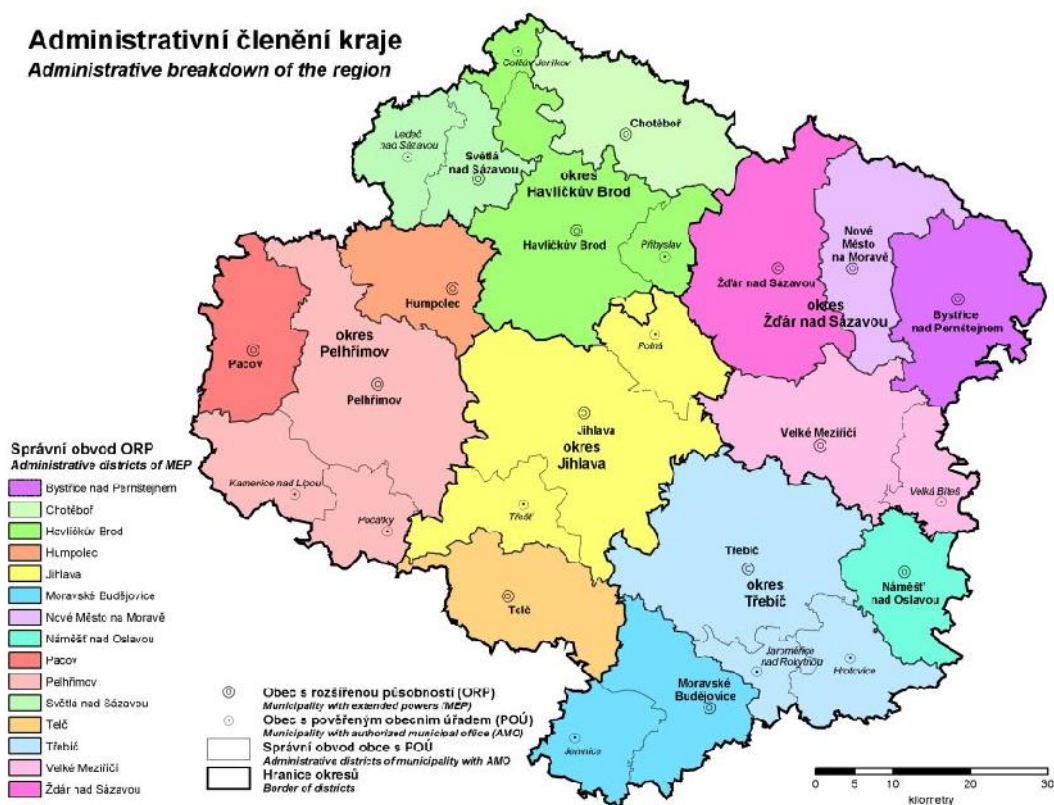 Administrativní členění kraje
Administrative breakdown of the region
Golčův Jeníkov
Chotěboř
Ledeč
nad Sázavou
Světlá
nad Sázavou
okres
Havlíčkův Brod
Havlíčkův Brod
Přibyslav
Nové
Město
na Moravě
Žďár nad Sázavou
okres
Žďár nad Sázavou
Bystřice
nad Pernštejnem
Humpolec
okres
Pelhřimov
Pacov
Pelhřimov
Polná
Jihlava
okres
Jihlava
Velké Meziříčí
Velká Bíteš
Kamenice nad Lipou
Počátky
Třešť
Třebíč
okres
Třebíč
Náměšť
nad Oslavou
Telč
Jaroměřice
nad Rokytnou
Hrotovice
Moravské
Budějovice
Jemnice
Správní obvod ORP
Administrative districts of MEP
Bystřice nad Pernštejnem
Chotěboř
Havlíčkův Brod
Humpolec
Jihlava
Moravské Budějovice
Nové Město na Moravě
Náměšť nad Oslavou
Pacov
Pelhřimov
Světlá nad Sázavou
Telč
Třebíč
Velké Meziříčí
Žďár nad Sázavou
Obec s rozšířenou působností (ORP)
Municipality with extended powers (MEP)
Obec s pověřeným obecním úřadem (POÚ)
Municipality with authorized municipal office (AMO)
Správní obvod obce s POÚ
Administrative districts of municipality with AMO
Hranice okresů
Border of districts
0 5 10 20 30
kilometry